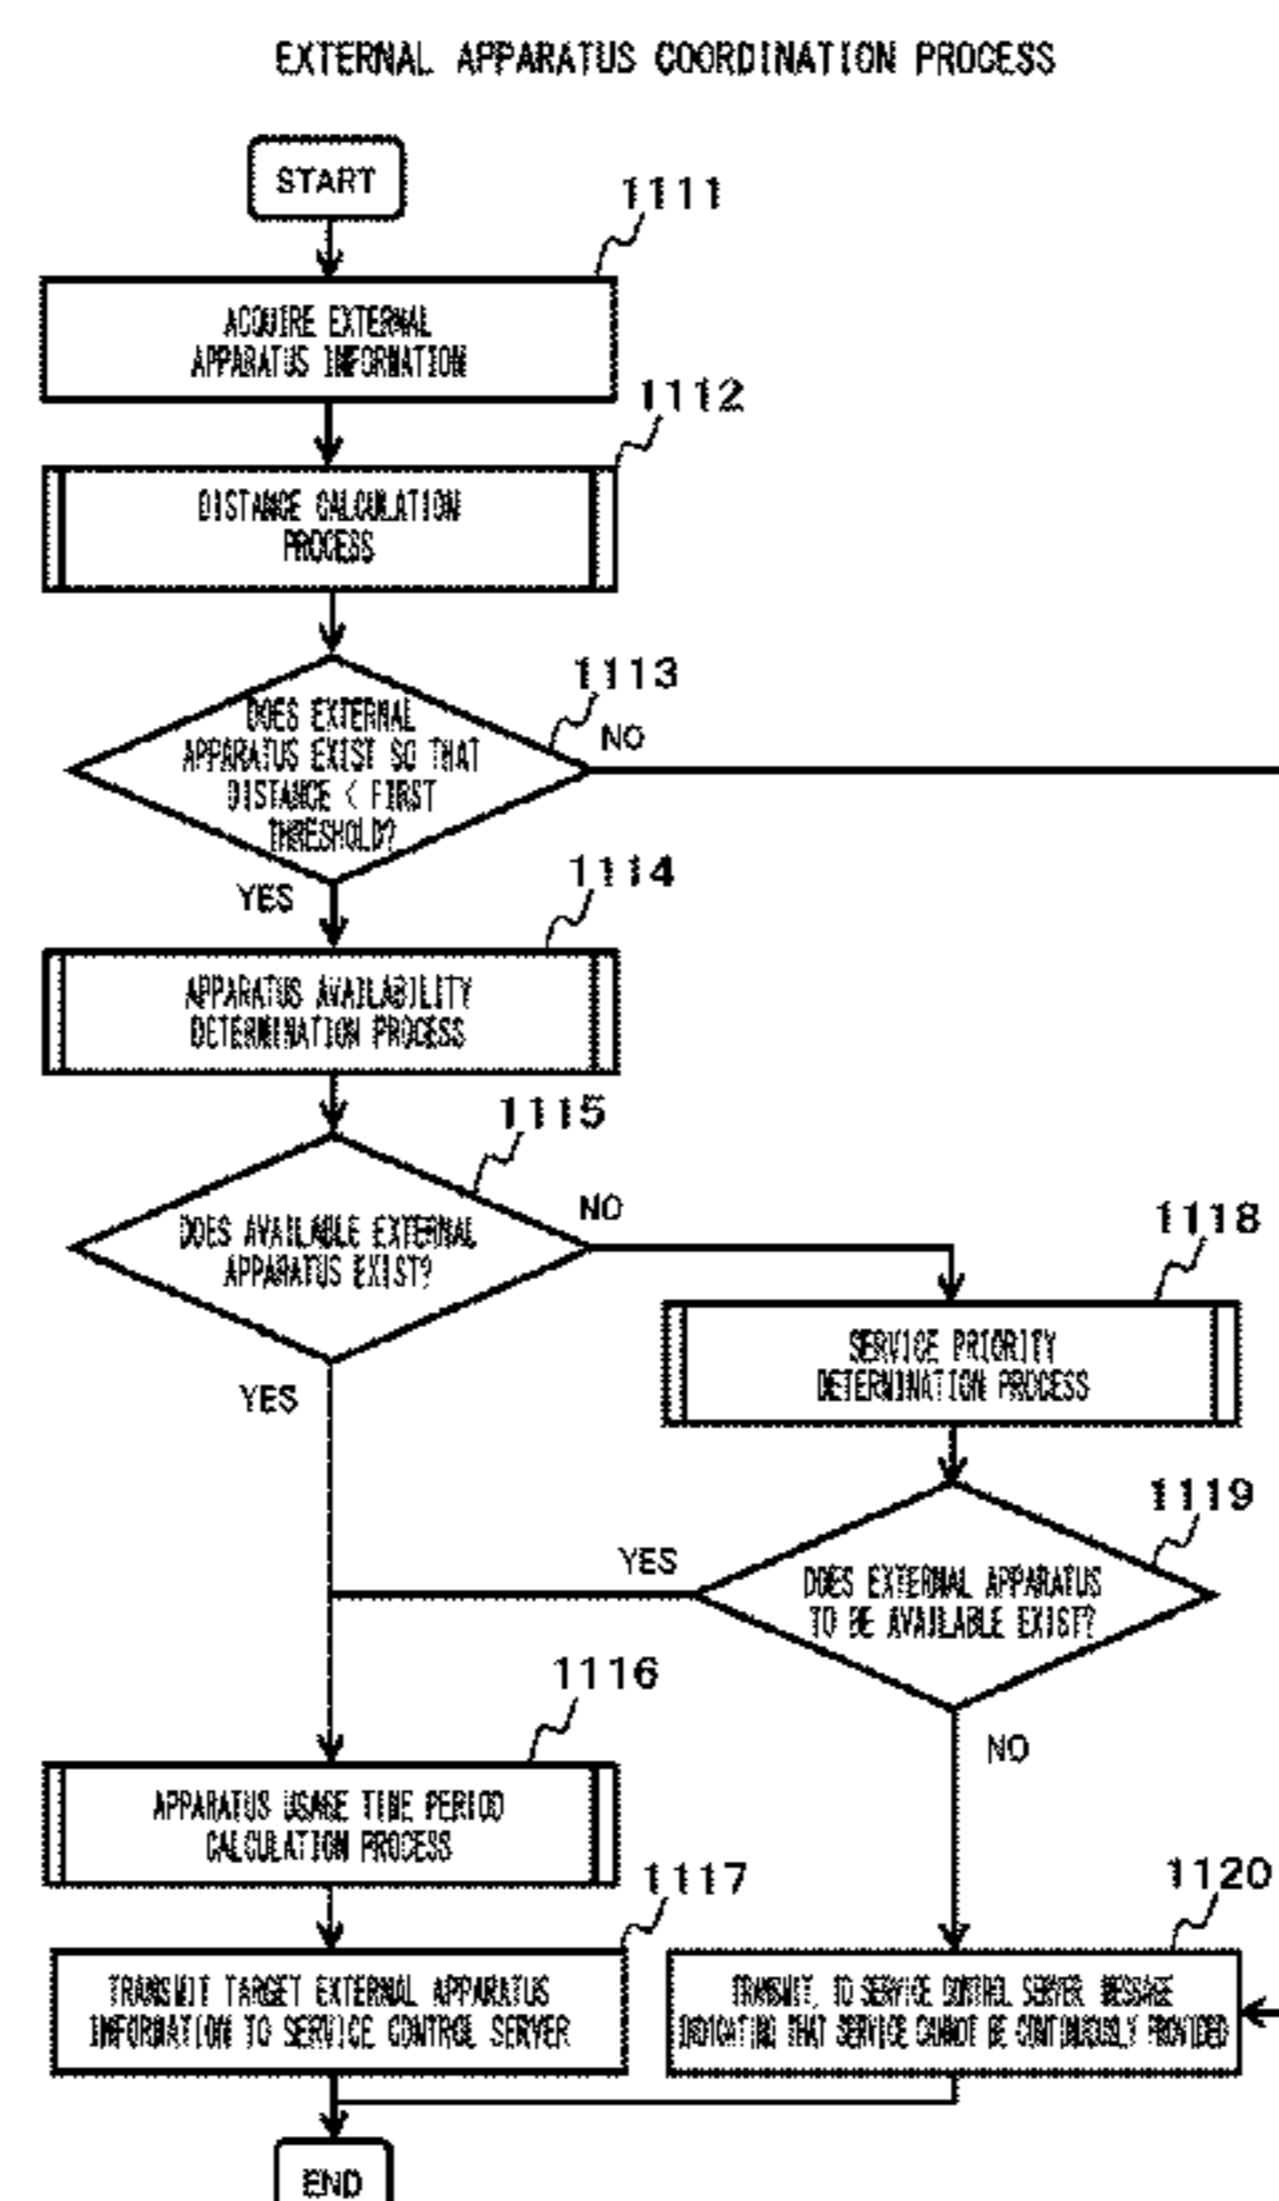 EXTERNAL APPARATUS COORDINATION PROCESS
START
1111
ACQUIRE EXTERNAL
APPARATUS INFORMATION
1112
DISTANCE CALCULATION
PROCESS
1113
DOES EXTERNAL
APPARATUS EXIST SO THAT
DISTANCE < FIRST
THRESHOLD?
NO
YES
1114
APPARATUS AVAILABILITY
DETERMINATION PROCESS
1115
DOES AVAILABLE EXTERNAL
APPARATUS EXIST?
NO
YES
1118
SERVICE PRIORITY
DETERMINATION PROCESS
1119
DOES EXTERNAL APPARATUS
TO BE AVAILABLE EXIST?
YES
NO
1116
APPARATUS USAGE TIME PERIOD
CALCULATION PROCESS
1117
TRANSMIT TARGET EXTERNAL APPARATUS
INFORMATION TO SERVICE CONTROL SERVER
1120
TRANSMIT, TO SERVICE CONTROL SERVER MESSAGE
INDICATING THAT SERVICE CANNOT BE CONTINUOUSLY PROVIDED
END